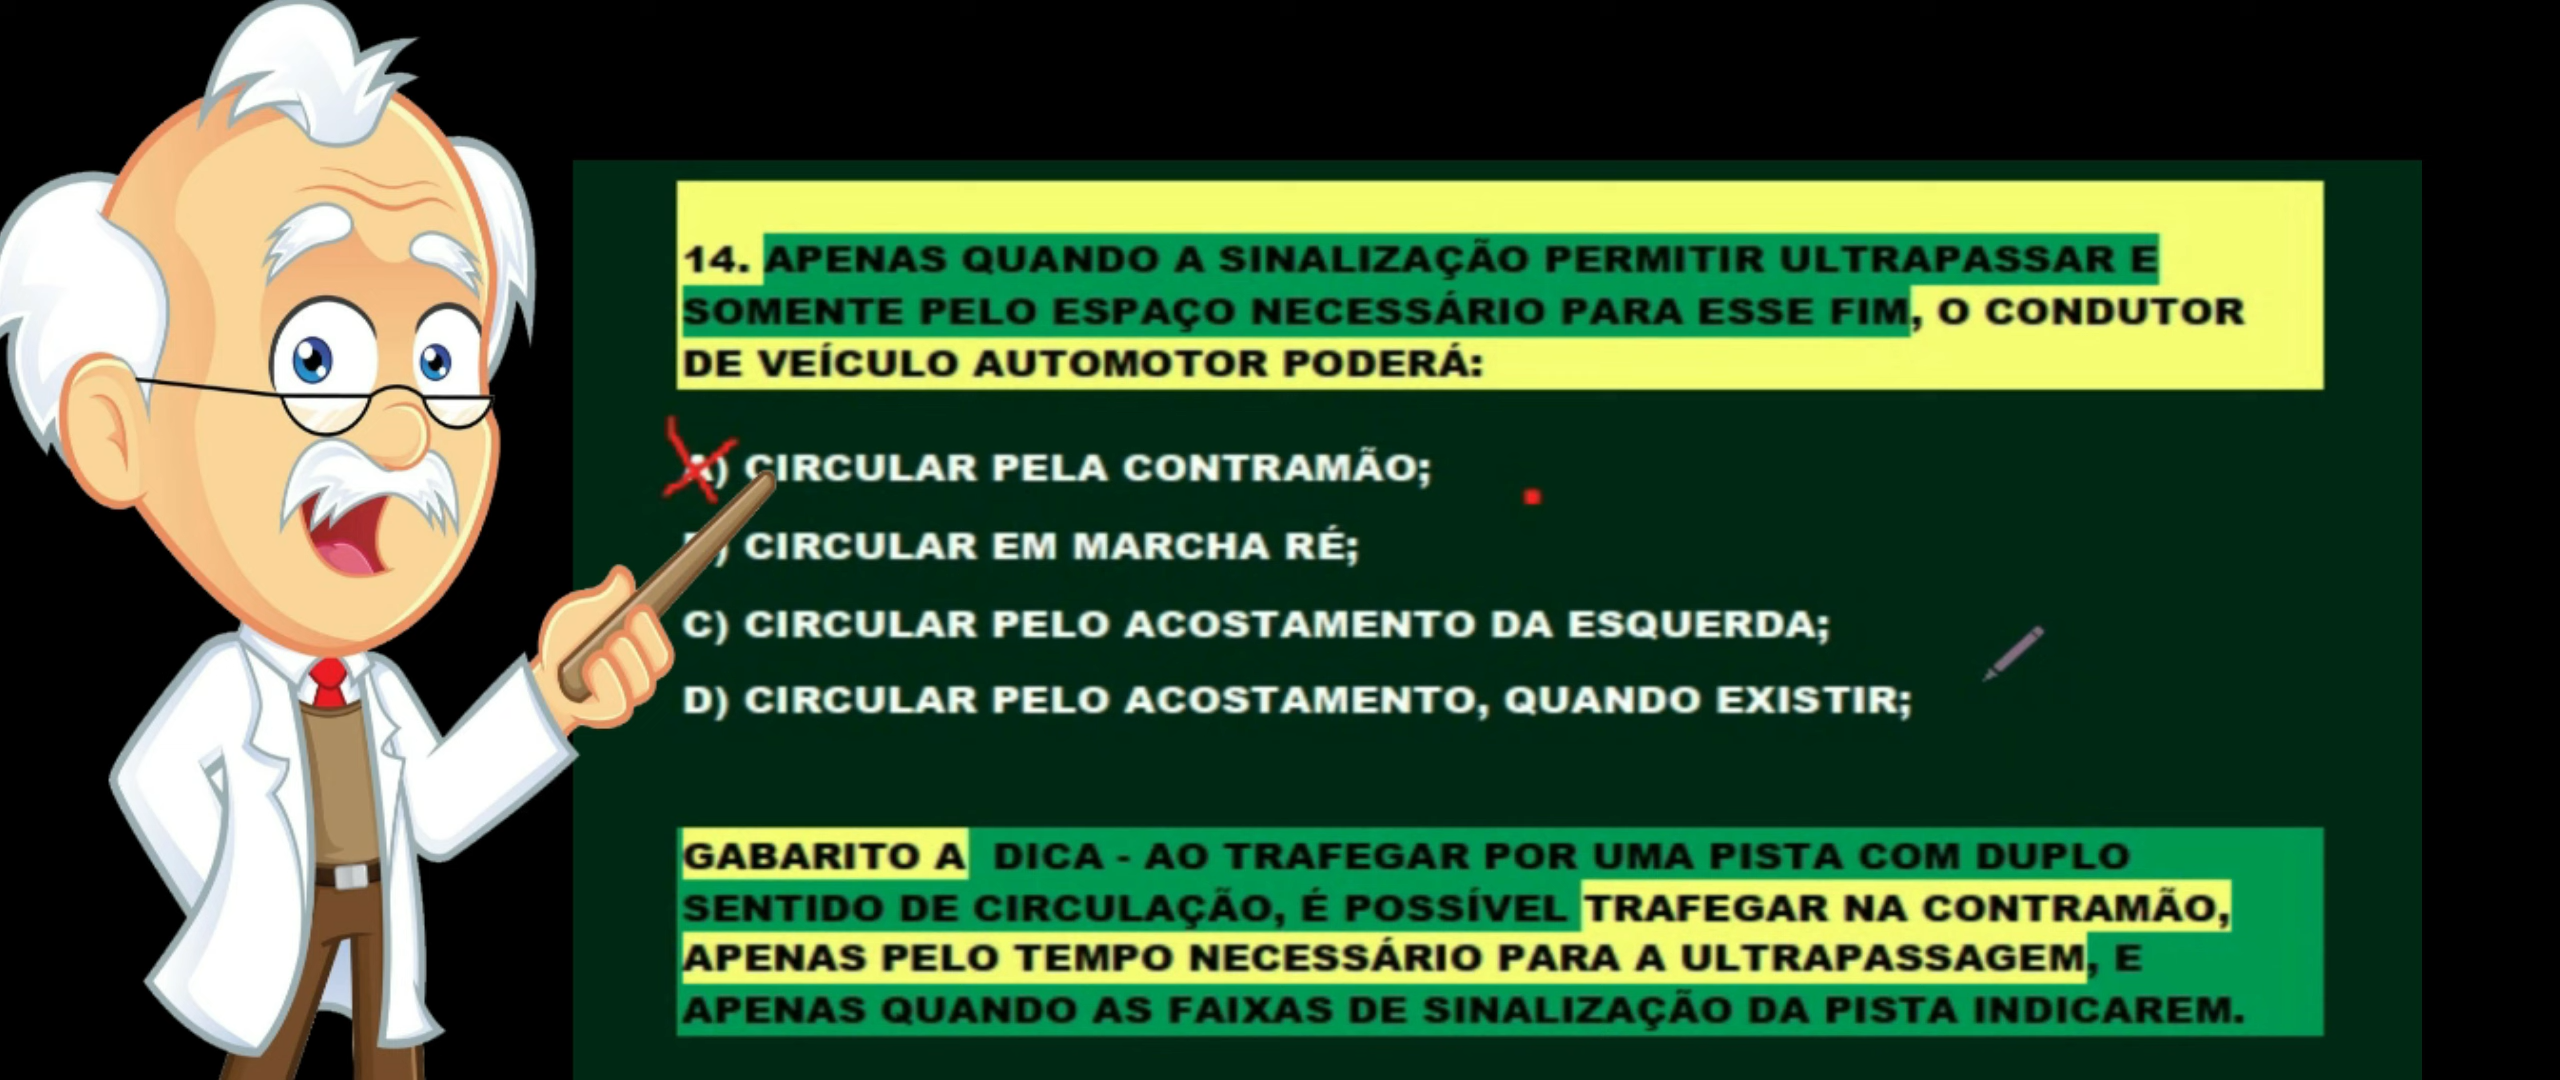 14. APENAS QUANDO A SINALIZAÇÃO PERMITIR ULTRAPASSAR E
SOMENTE PELO ESPAÇO NECESSÁRIO PARA ESSE FIM, O CONDUTOR
DE VEÍCULO AUTOMOTOR PODERÁ:
A) CIRCULAR PELA CONTRAMÃO;
B) CIRCULAR EM MARCHA RÉ;
C) CIRCULAR PELO ACOSTAMENTO DA ESQUERDA;
D) CIRCULAR PELO ACOSTAMENTO, QUANDO EXISTIR;
GABARITO A DICA - AO TRAFEGAR POR UMA PISTA COM DUPLO
SENTIDO DE CIRCULAÇÃO, É POSSÍVEL TRAFEGAR NA CONTRAMÃO,
APENAS PELO TEMPO NECESSÁRIO PARA A ULTRAPASSAGEM, E
APENAS QUANDO AS FAIXAS DE SINALIZAÇÃO DA PISTA INDICAREM.